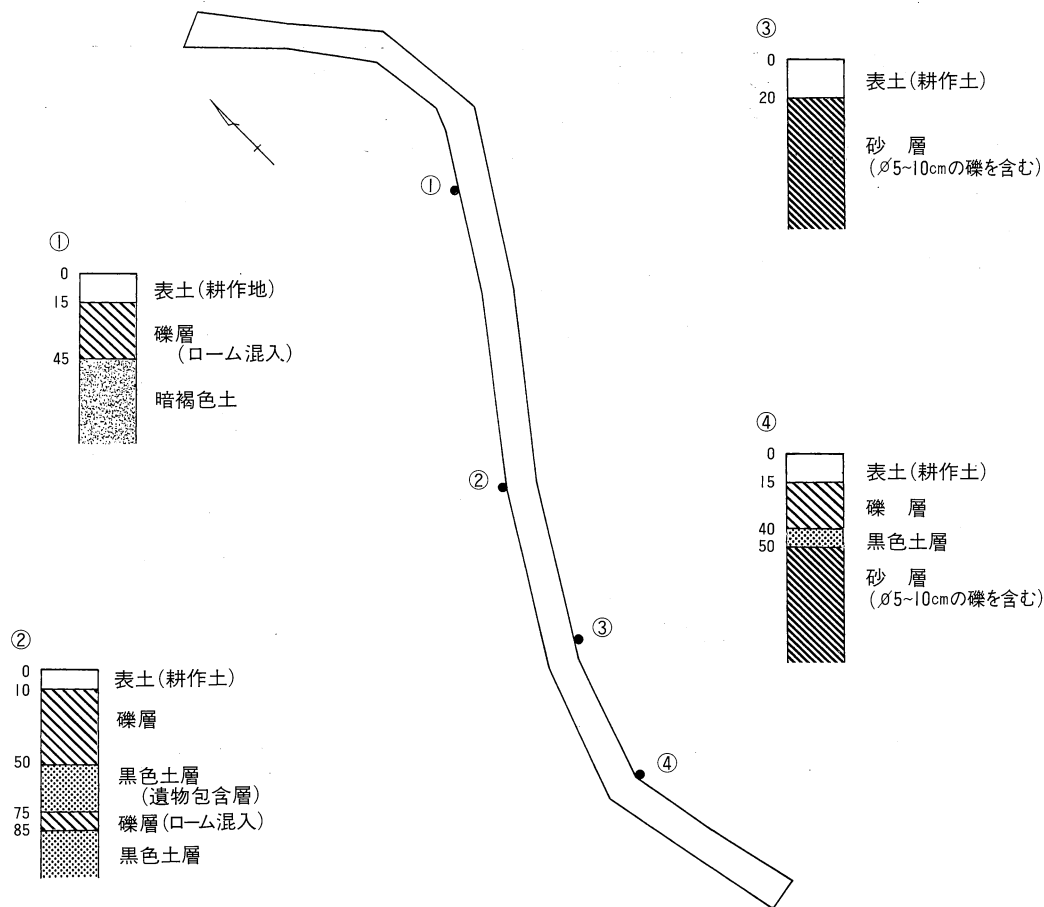 ①
②
③
④
①
0
15
45
表土(耕作地)
礫層
(ローム混入)
暗褐色土
②
0
10
50
75
85
表土(耕作土)
礫層
黒色土層
(遺物包含層)
礫層(ローム混入)
黒色土層
③
0
20
表土(耕作土)
砂 層
(∅5~10cmの礫を含む)
④
0
15
40
50
表土(耕作土)
礫 層
黒色土層
砂 層
(∅5~10cmの礫を含む)